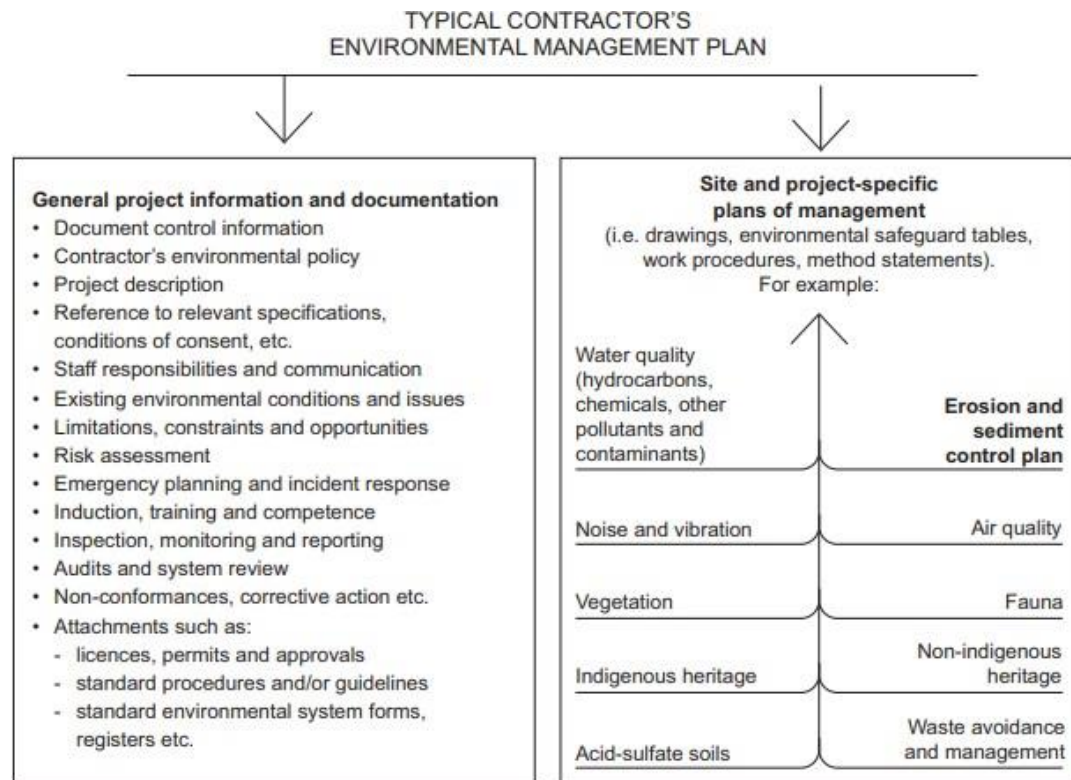 TYPICAL CONTRACTOR'S
ENVIRONMENTAL MANAGEMENT PLAN
General project information and documentation
• Document control information
• Contractor's environmental policy
• Project description
• Reference to relevant specifications,
conditions of consent, etc.
• Staff responsibilities and communication
• Existing environmental conditions and issues
• Limitations, constraints and opportunities
• Risk assessment
• Emergency planning and incident response
• Induction, training and competence
• Inspection, monitoring and reporting
• Audits and system review
• Non-conformances, corrective action etc.
• Attachments such as:
- licences, permits and approvals
- standard procedures and/or guidelines
- standard environmental system forms,
registers etc.
Site and project-specific
plans of management
(i.e. drawings, environmental safeguard tables,
work procedures, method statements).
For example:
Water quality
(hydrocarbons,
chemicals, other
pollutants and
contaminants)
Erosion and
sediment
control plan
Noise and vibration
Air quality
Vegetation
Fauna
Indigenous heritage
Non-indigenous
heritage
Acid-sulfate soils
Waste avoidance
and management